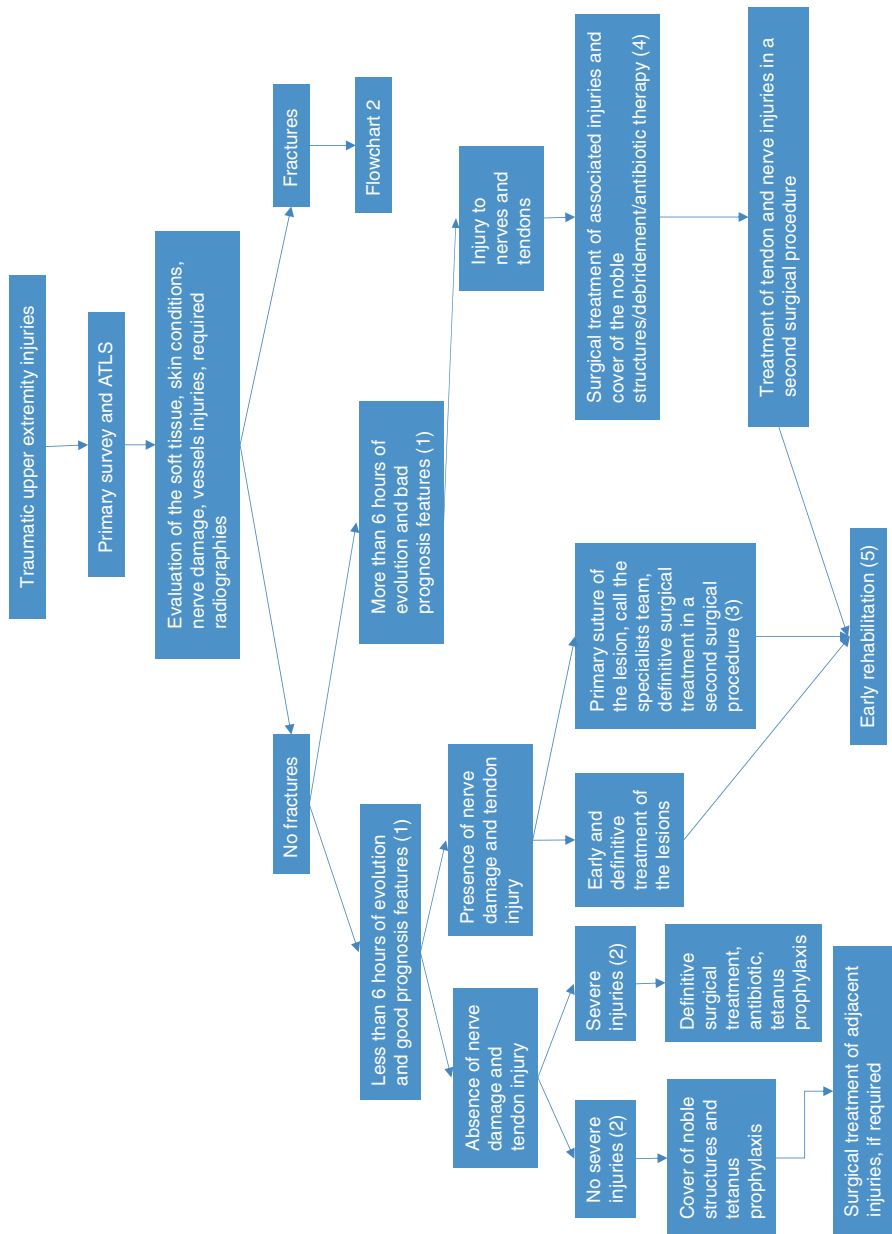 Traumatic upper extremity injuries
Primary survey and ATLS
Evaluation of the soft tissue, skin conditions,
nerve damage, vessels injuries, required
radiographies
No fractures
Fractures
Flowchart 2
Less than 6 hours of evolution
and good prognosis features (1)
More than 6 hours of
evolution and bad
prognosis features (1)
Absence of nerve
damage and
tendon injury
Presence of nerve
damage and tendon
injury
Injury to
nerves and
tendons
No severe
injuries (2)
Severe
injuries (2)
Early and
definitive
treatment of
the lesions
Primary suture of
the lesion, call the
specialists team,
definitive surgical
treatment in a
second surgical
procedure (3)
Surgical treatment of associated injuries and
cover of the noble
structures/debridement/antibiotic therapy (4)
Cover of noble
structures and
tetanus
prophylaxis
Definitive
surgical
treatment,
antibiotic,
tetanus
prophylaxis
Treatment of tendon and nerve injuries in a
second surgical procedure
Surgical treatment of adjacent
injuries, if required
Early rehabilitation (5)